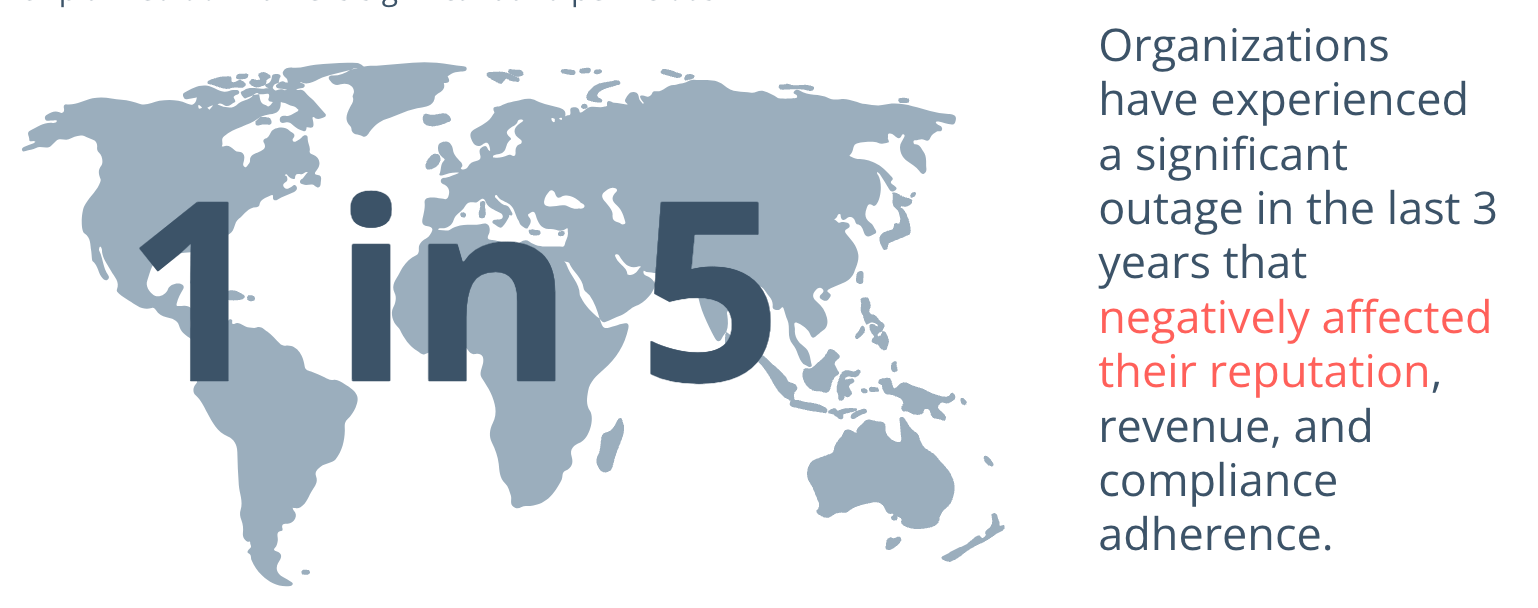 1 in 5
Organizations
have experienced
a significant
outage in the last 3
years that
negatively affected
their reputation,
revenue, and
compliance
adherence.